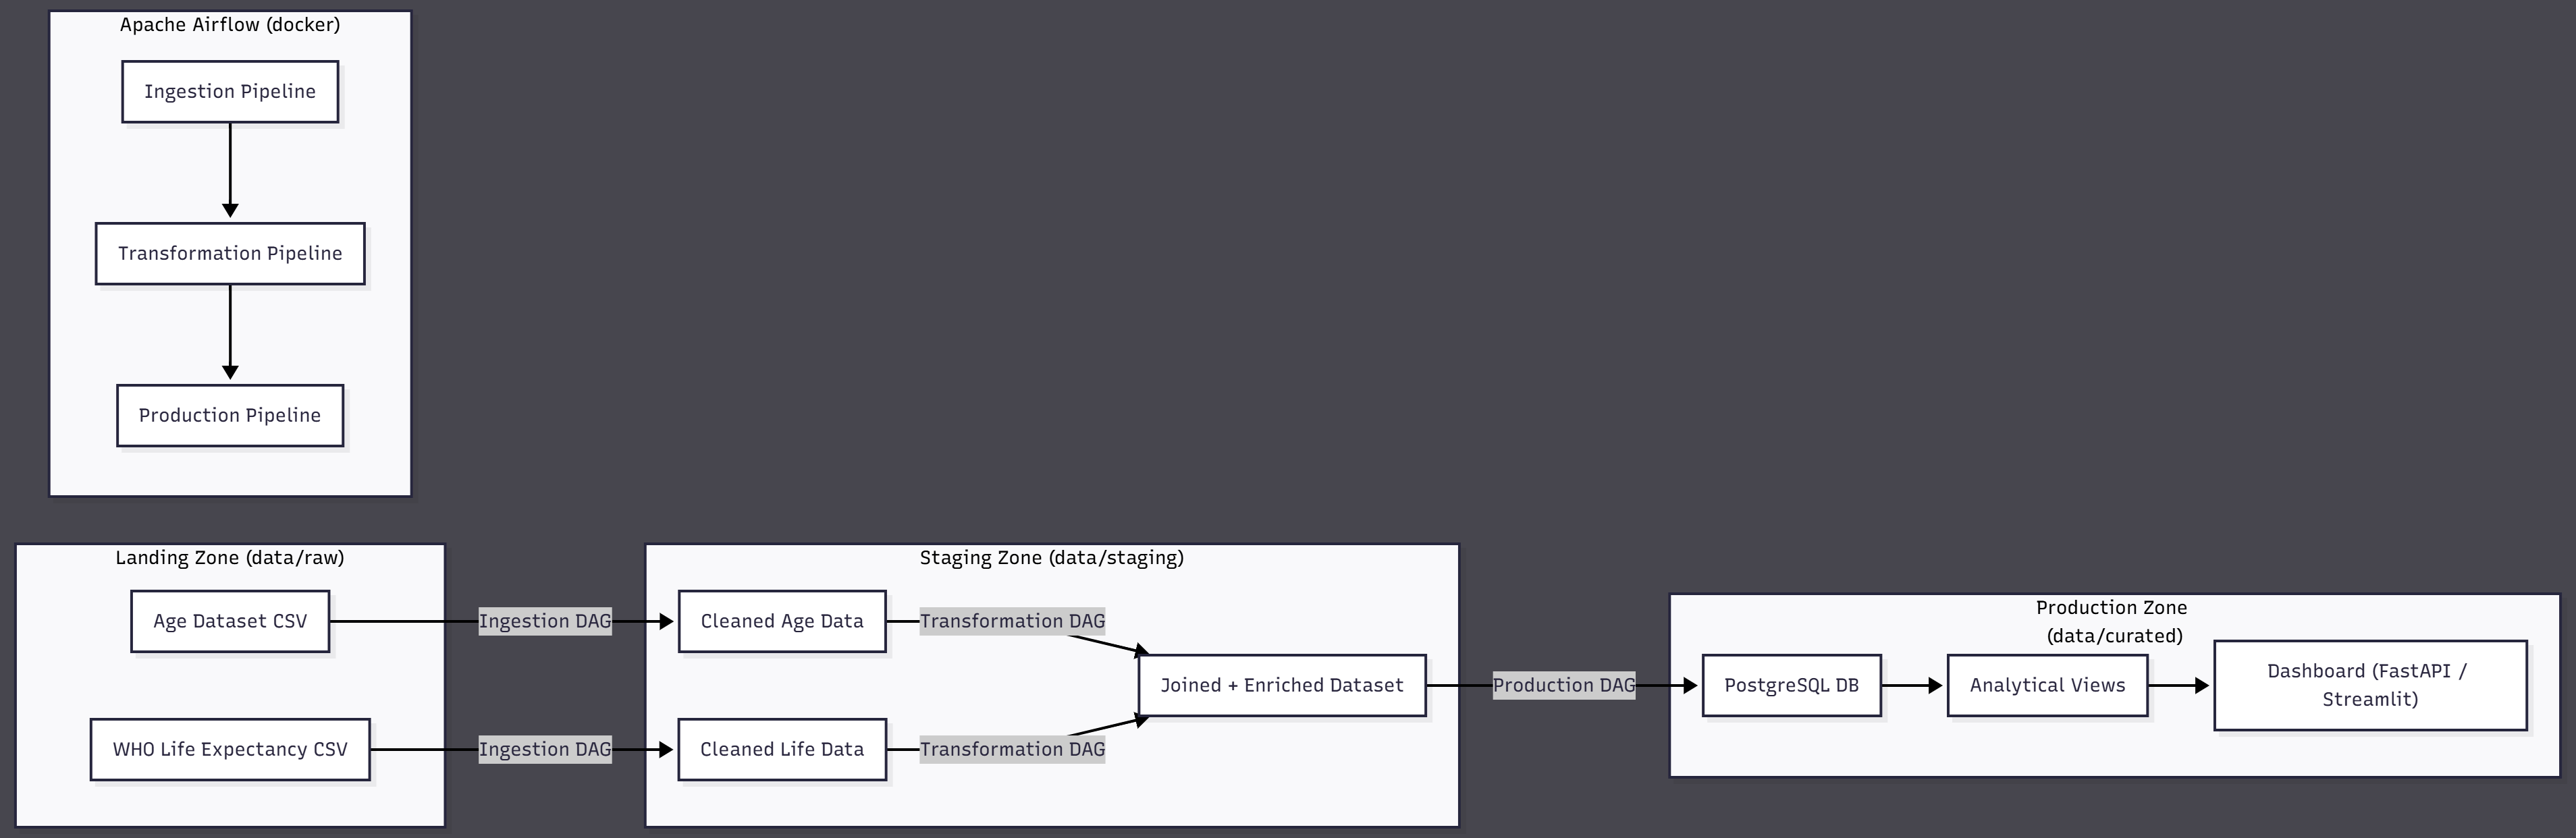 Apache Airflow (docker)
Ingestion Pipeline
Transformation Pipeline
Production Pipeline
Landing Zone (data/raw)
Age Dataset CSV
WHO Life Expectancy CSV
Ingestion DAG
Ingestion DAG
Staging Zone (data/staging)
Cleaned Age Data
Cleaned Life Data
Transformation DAG
Transformation DAG
Joined + Enriched Dataset
Production DAG
Production Zone
(data/curated)
PostgreSQL DB
Analytical Views
Dashboard (FastAPI /
Streamlit)